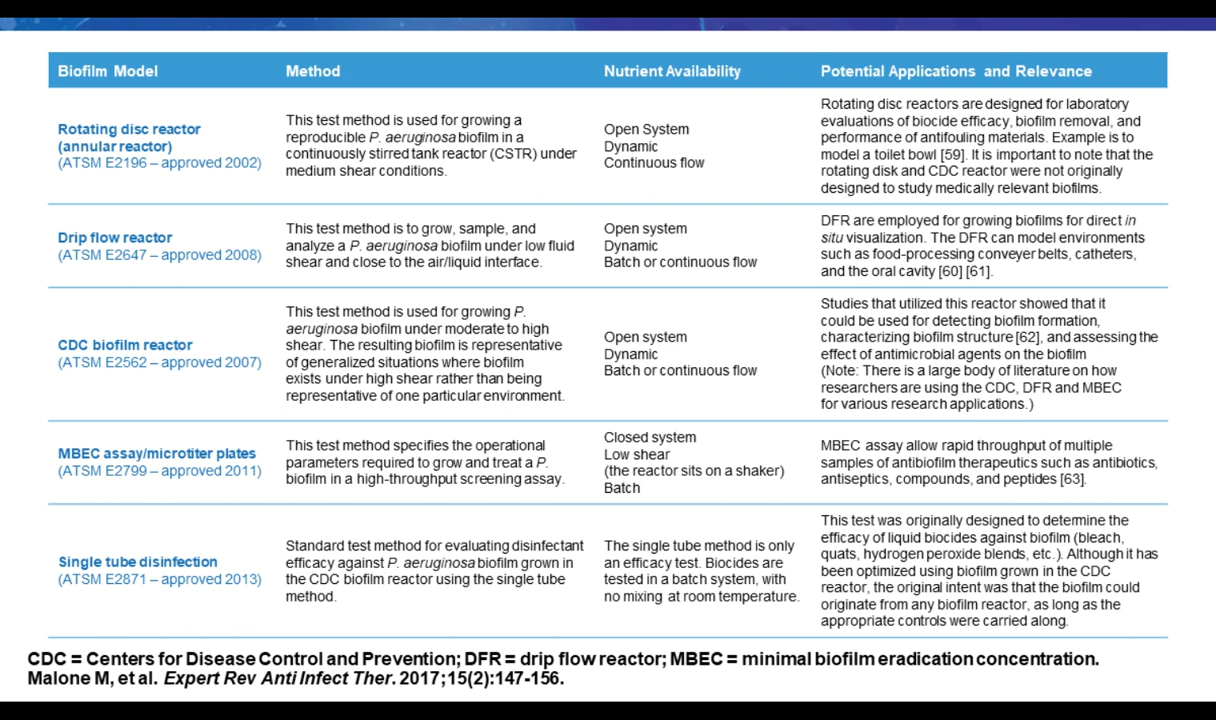 Biofilm Model
Method
Nutrient Availability
Potential Applications and Relevance
Rotating disc reactor
(annular reactor)
(ATSM E2196 – approved 2002)
This test method is used for growing a
reproducible P. aeruginosa biofilm in a
continuously stirred tank reactor (CSTR) under
medium shear conditions.
Open System
Dynamic
Continuous flow
Rotating disc reactors are designed for laboratory
evaluations of biocide efficacy, biofilm removal, and
performance of antifouling materials. Example is to
model a toilet bowl [59]. It is important to note that the
rotating disk and CDC reactor were not originally
designed to study medically relevant biofilms.
Drip flow reactor
(ATSM E2647 – approved 2008)
This test method is to grow, sample, and
analyze a P. aeruginosa biofilm under low fluid
shear and close to the air/liquid interface.
Open system
Dynamic
Batch or continuous flow
DFR are employed for growing biofilms for direct in
situ visualization. The DFR can model environments
such as food-processing conveyer belts, catheters,
and the oral cavity [60] [61].
CDC biofilm reactor
(ATSM E2562 – approved 2007)
This test method is used for growing P.
aeruginosa biofilm under moderate to high
shear. The resulting biofilm is representative
of generalized situations where biofilm
exists under high shear rather than being
representative of one particular environment.
Open system
Dynamic
Batch or continuous flow
Studies that utilized this reactor showed that it
could be used for detecting biofilm formation,
characterizing biofilm structure [62], and assessing the
effect of antimicrobial agents on the biofilm
(Note: There is a large body of literature on how
researchers are using the CDC, DFR and MBEC
for various research applications.)
MBEC assay/microtiter plates
(ATSM E2799 – approved 2011)
This test method specifies the operational
parameters required to grow and treat a P.
biofilm in a high-throughput screening assay.
Closed system
Low shear
(the reactor sits on a shaker)
Batch
MBEC assay allow rapid throughput of multiple
samples of antibiofilm therapeutics such as antibiotics,
antiseptics, compounds, and peptides [63].
Single tube disinfection
(ATSM E2871 – approved 2013)
Standard test method for evaluating disinfectant
efficacy against P. aeruginosa biofilm grown in
the CDC biofilm reactor using the single tube
method.
The single tube method is only
an efficacy test. Biocides are
tested in a batch system, with
no mixing at room temperature.
This test was originally designed to determine the
efficacy of liquid biocides against biofilm (bleach,
quats, hydrogen peroxide blends, etc.). Although it has
been optimized using biofilm grown in the CDC
reactor, the original intent was that the biofilm could
originate from any biofilm reactor, as long as the
appropriate controls were carried along.
CDC = Centers for Disease Control and Prevention; DFR = drip flow reactor; MBEC = minimal biofilm eradication concentration.
Malone M, et al. Expert Rev Anti Infect Ther. 2017;15(2):147-156.